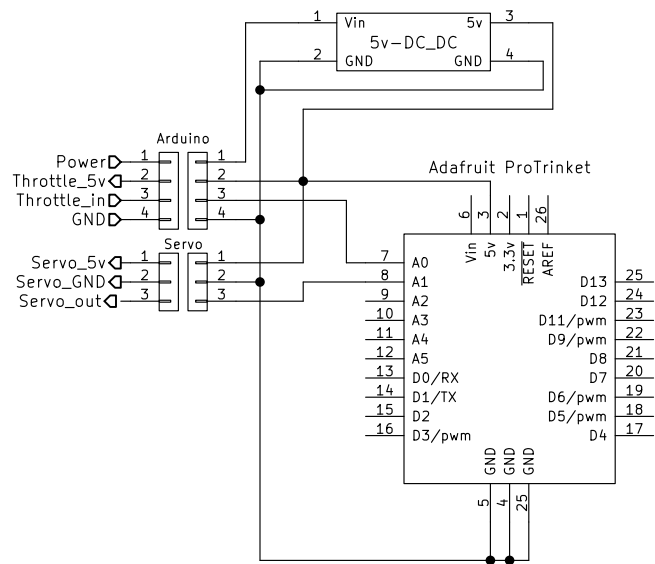 1 Vin 5v 3
5v-DC_DC
2 GND GND 4
Arduino
Power 1 1
Throttle_5v 2 2
Throttle_in 3 3
GND 4 4
Adafruit ProTrinket
6 3 2 1 26
Vin 5v 3.3v RESET AREF
Servo
Servo_5v 1 1
Servo_GND 2 2
Servo_out 3 3
7 A0
8 A1 D13 25
9 A2 D12 24
10 A3 D11/pwm 23
11 A4 D9/pwm 22
12 A5 D8 21
13 D0/RX D7 20
14 D1/TX D6/pwm 19
15 D2 D5/pwm 18
16 D3/pwm D4 17
GND GND GND
5 4 25